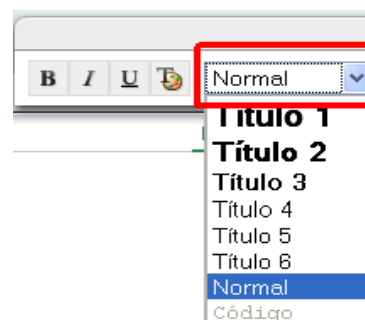 B I U T Normal
Título 1
Título 2
Título 3
Título 4
Título 5
Título 6
Normal
Código